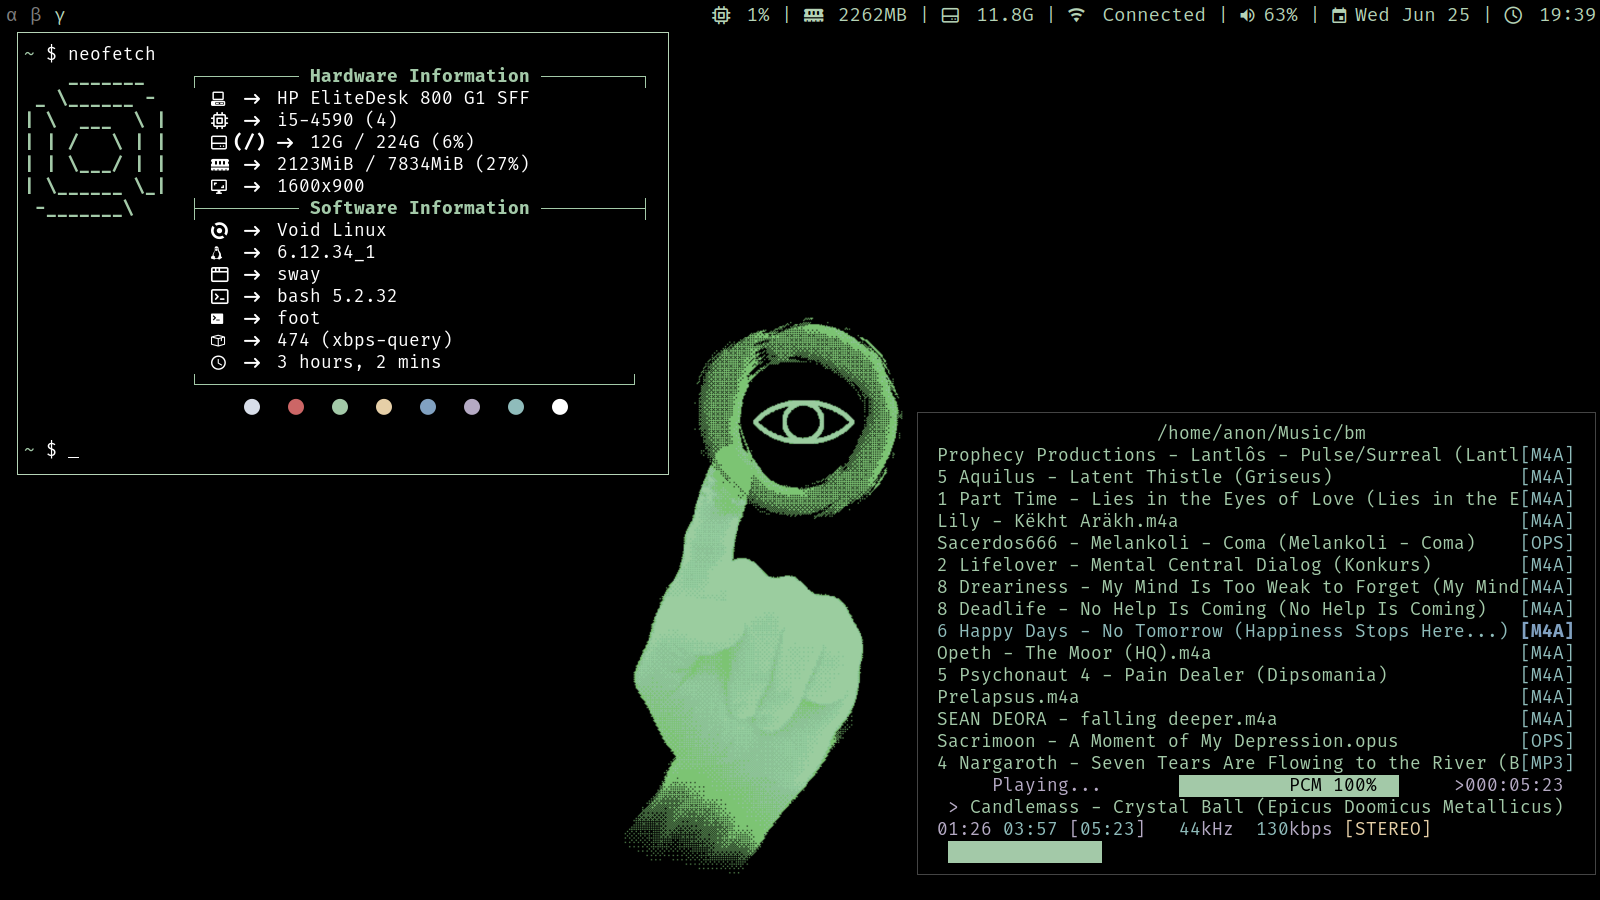 α β γ
1% | 2262MB | 11.8G | Connected | 63% | Wed Jun 25 | 19:39
~ $ neofetch
Hardware Information
→ HP EliteDesk 800 G1 SFF
→ i5-4590 (4)
(/) → 12G / 224G (6%)
→ 2123MiB / 7834MiB (27%)
→ 1600x900
Software Information
→ Void Linux
→ 6.12.34_1
→ sway
→ bash 5.2.32
→ foot
→ 474 (xbps-query)
→ 3 hours, 2 mins
~ $ _
/home/anon/Music/bm
Prophecy Productions - Lantlôs - Pulse/Surreal (Lantl[M4A]
5 Aquilus - Latent Thistle (Griseus) [M4A]
1 Part Time - Lies in the Eyes of Love (Lies in the E[M4A]
Lily - Këkht Aräkh.m4a [M4A]
Sacerdos666 - Melankoli - Coma (Melankoli - Coma) [OPS]
2 Lifelover - Mental Central Dialog (Konkurs) [M4A]
8 Dreariness - My Mind Is Too Weak to Forget (My Mind[M4A]
8 Deadlife - No Help Is Coming (No Help Is Coming) [M4A]
6 Happy Days - No Tomorrow (Happiness Stops Here...) [M4A]
Opeth - The Moor (HQ).m4a [M4A]
5 Psychonaut 4 - Pain Dealer (Dipsomania) [M4A]
Prelapsus.m4a [M4A]
SEAN DEORA - falling deeper.m4a [M4A]
Sacrimoon - A Moment of My Depression.opus [OPS]
4 Nargaroth - Seven Tears Are Flowing to the River (B[MP3]
Playing... PCM 100% >000:05:23
> Candlemass - Crystal Ball (Epicus Doomicus Metallicus)
01:26 03:57 [05:23] 44kHz 130kbps [STEREO]